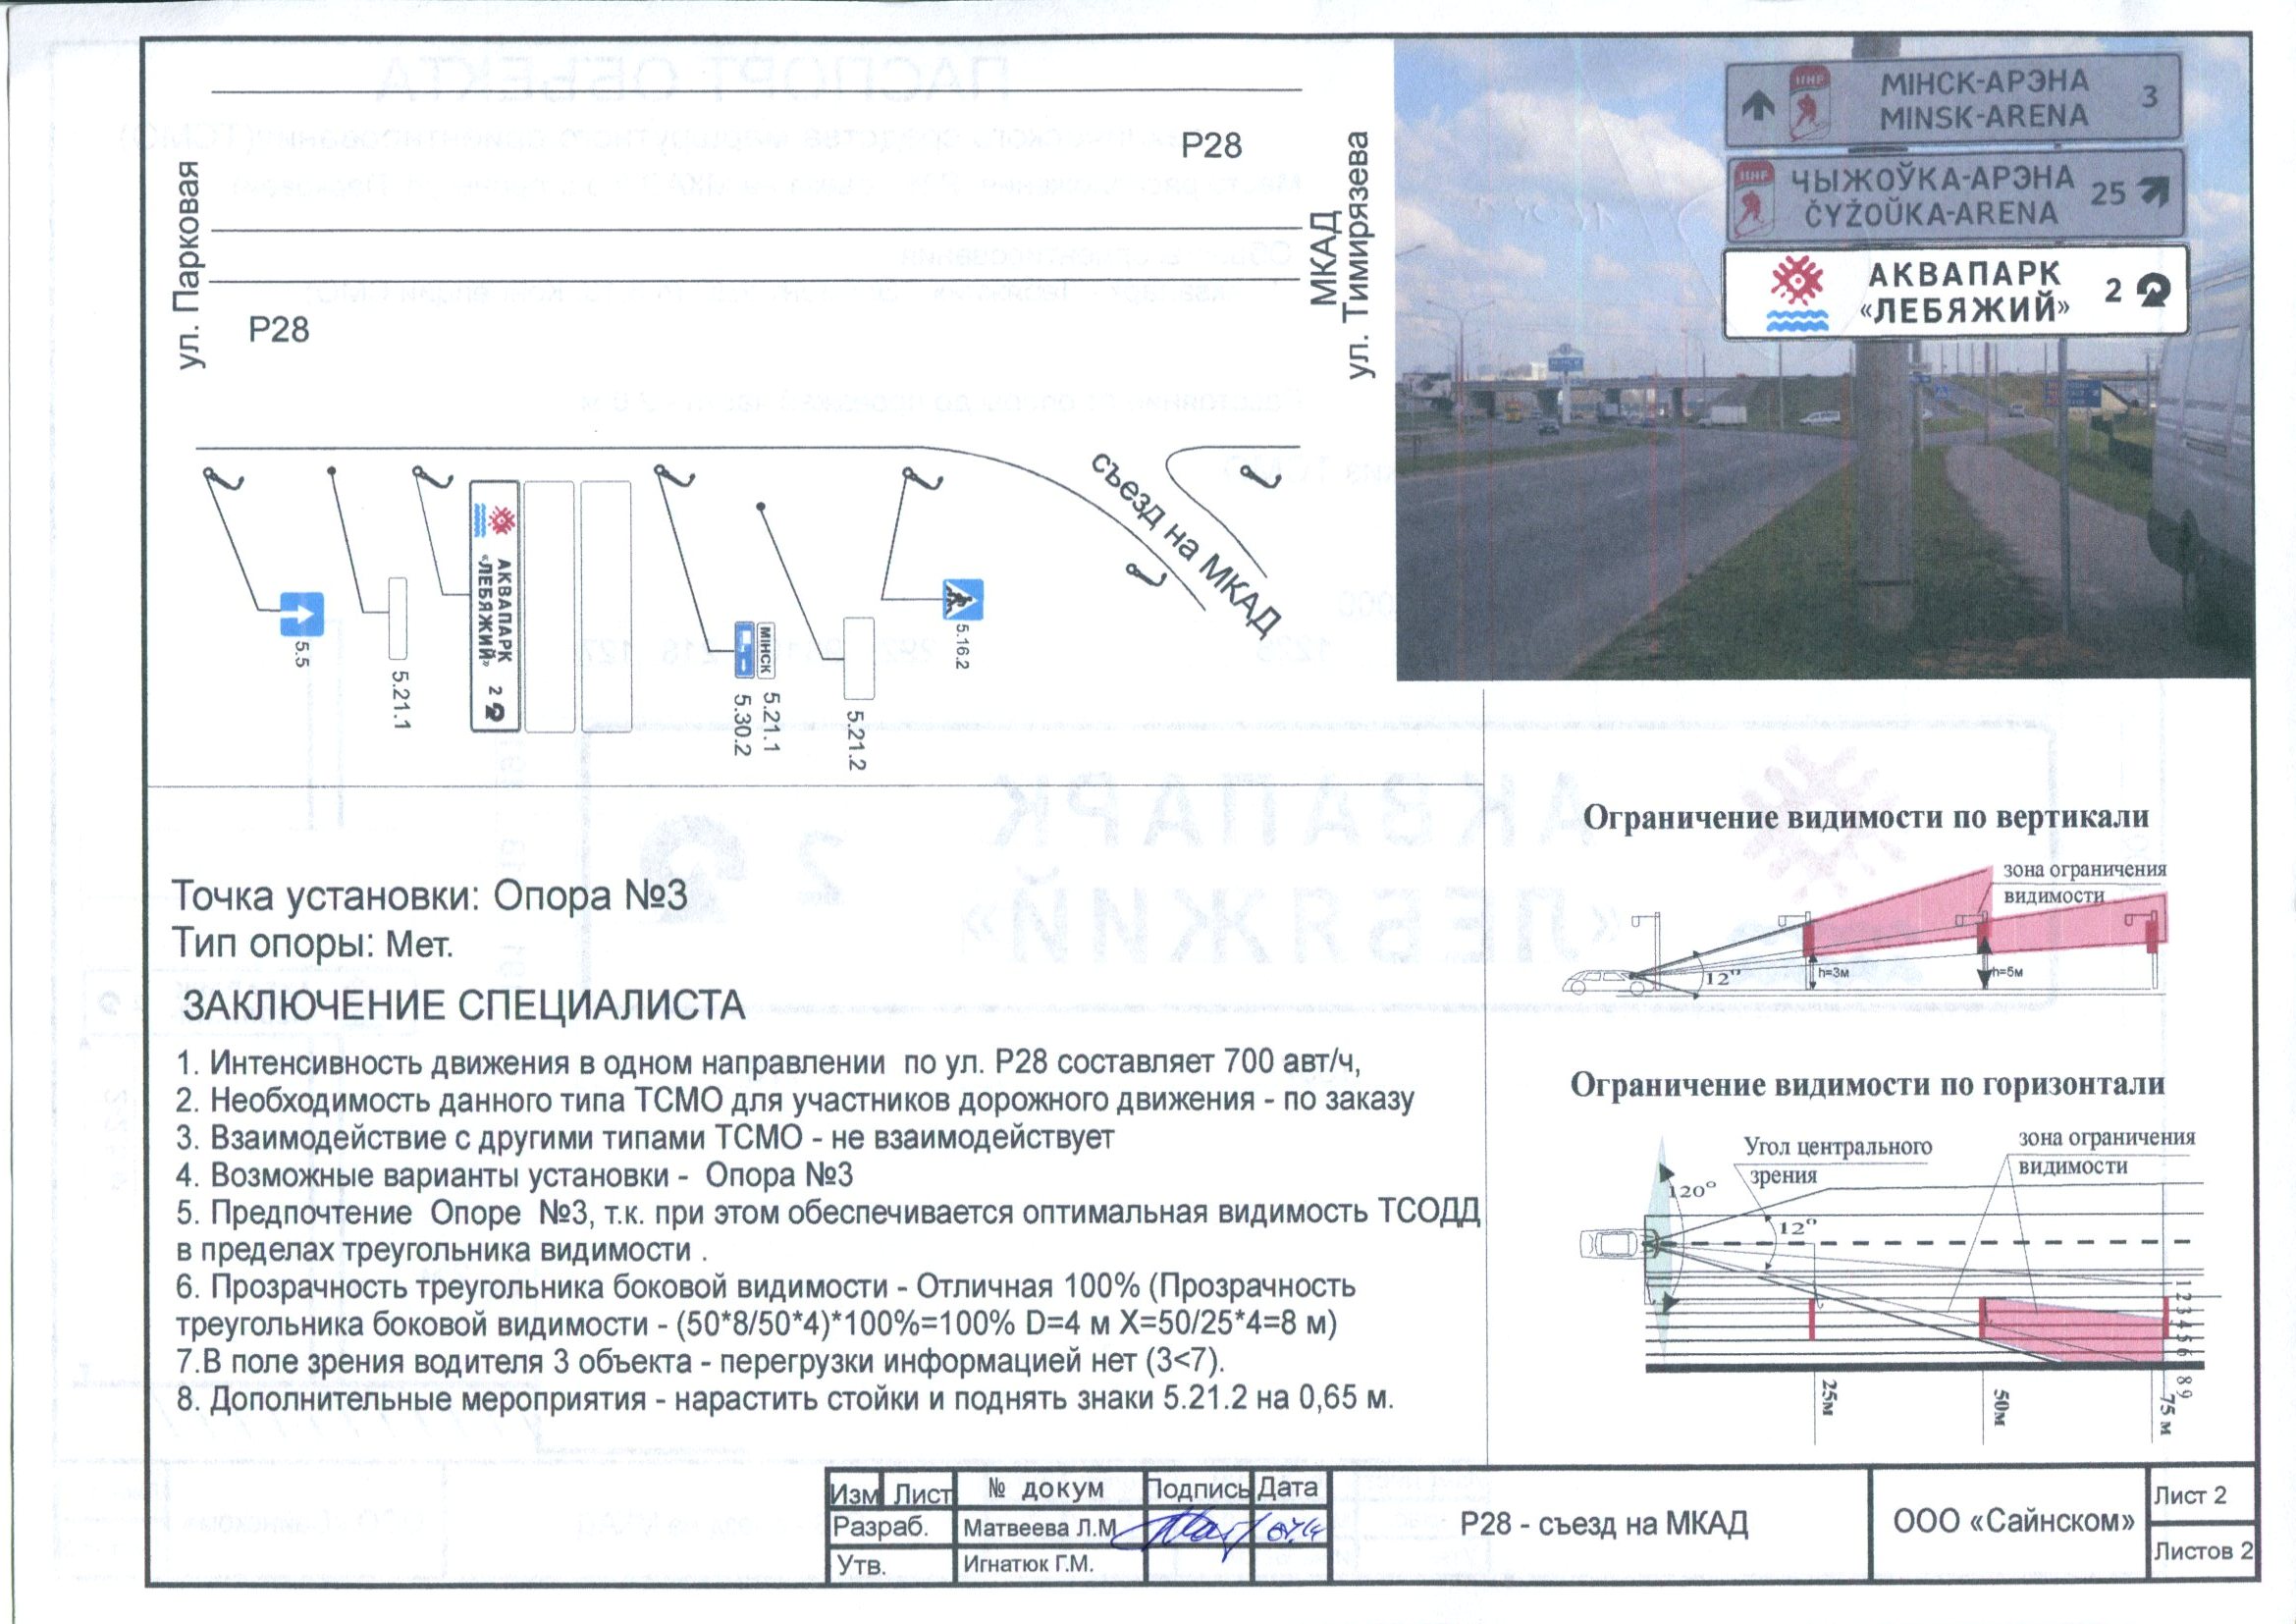 ул. Парковая
Р28
Р28
МКАД
ул. Тимирязева
съезд на МКАД
5.5
5.21.1
АКВАПАРК
«ЛЕБЯЖИЙ»
2
МІНСК
5.21.1
5.30.2
5.21.2
5.16.2
IIHF
МІНСК-АРЭНА
MINSK-ARENA
3
IIHF
ЧЫЖОЎКА-АРЭНА
ČYŽOŬKA-ARENA
25
АКВАПАРК
«ЛЕБЯЖИЙ»
2
Точка установки: Опора №3
Тип опоры: Мет.
ЗАКЛЮЧЕНИЕ СПЕЦИАЛИСТА
1. Интенсивность движения в одном направлении по ул. Р28 составляет 700 авт/ч,
2. Необходимость данного типа ТСМО для участников дорожного движения - по заказу
3. Взаимодействие с другими типами ТСМО - не взаимодействует
4. Возможные варианты установки - Опора №3
5. Предпочтение Опоре №3, т.к. при этом обеспечивается оптимальная видимость ТСОДД
в пределах треугольника видимости .
6. Прозрачность треугольника боковой видимости - Отличная 100% (Прозрачность
треугольника боковой видимости - (50*8/50*4)*100%=100% D=4 м X=50/25*4=8 м)
7.В поле зрения водителя 3 объекта - перегрузки информацией нет (3<7).
8. Дополнительные мероприятия - нарастить стойки и поднять знаки 5.21.2 на 0,65 м.
Ограничение видимости по вертикали
зона ограничения
видимости
12°
h=3м
h=5м
Ограничение видимости по горизонтали
Угол центрального
зрения
зона ограничения
видимости
120°
12°
1 2 3 4 5 6 8 9
25м
50м
75 м
Изм Лист № докум Подпись Дата
Разраб. Матвеева Л.М
Утв. Игнатюк Г.М.
Р28 - съезд на МКАД
ООО «Сайнском»
Лист 2
Листов 2